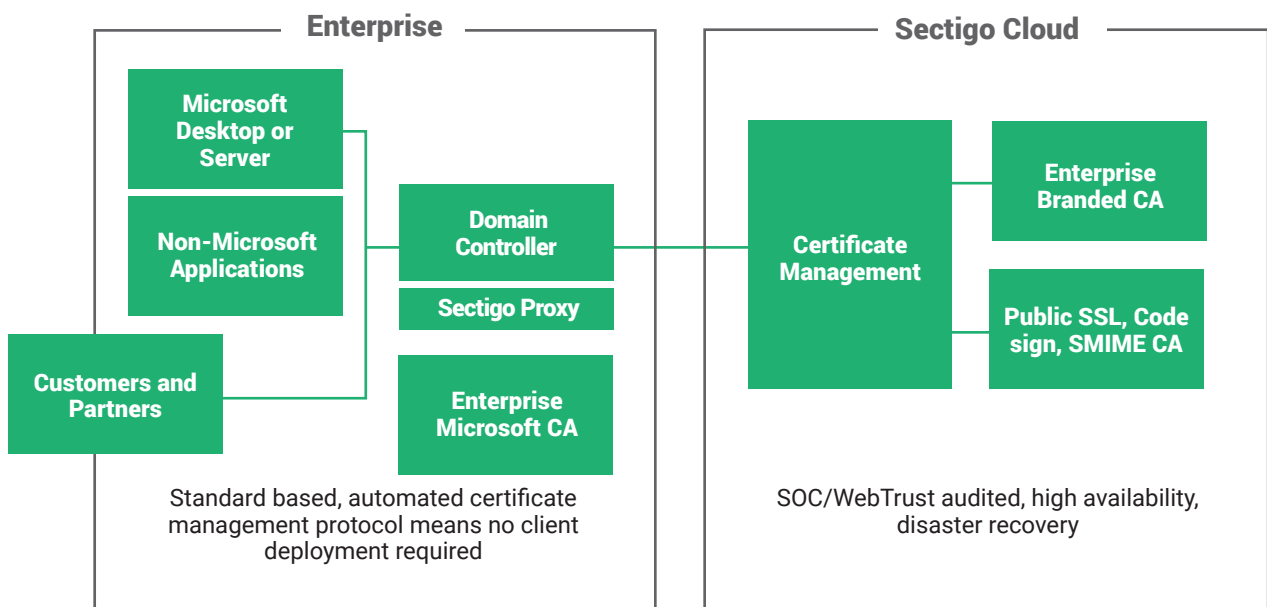 Enterprise
Microsoft
Desktop or
Server
Non-Microsoft
Applications
Customers and
Partners
Domain
Controller
Sectigo Proxy
Enterprise
Microsoft CA
Standard based, automated certificate
management protocol means no client
deployment required
Sectigo Cloud
Certificate
Management
Enterprise
Branded CA
Public SSL, Code
sign, SMIME CA
SOC/WebTrust audited, high availability,
disaster recovery